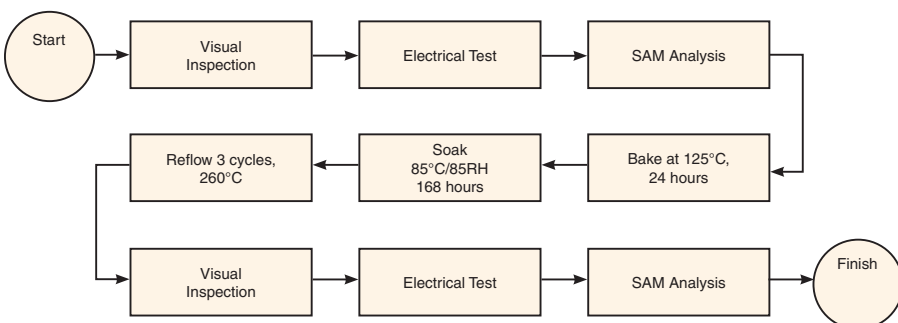 Start
Visual
Inspection
Electrical Test
SAM Analysis
Bake at 125°C,
24 hours
Soak
85°C/85RH
168 hours
Reflow 3 cycles,
260°C
Visual
Inspection
Electrical Test
SAM Analysis
Finish